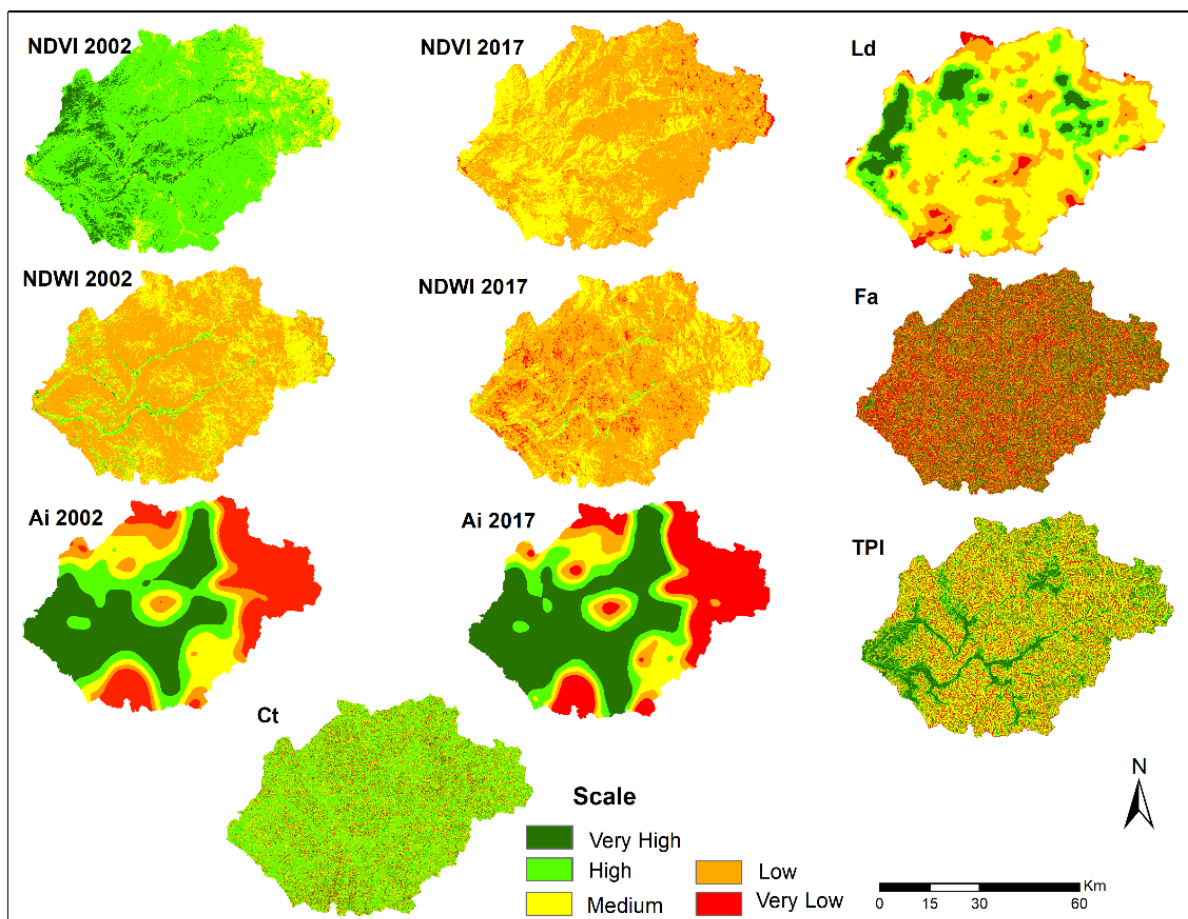 NDVI 2002
NDVI 2017
Ld
NDWI 2002
NDWI 2017
Fa
Ai 2002
Ai 2017
TPI
Ct
Scale
Very High
High
Medium
Low
Very Low
N
Km
0 15 30 60